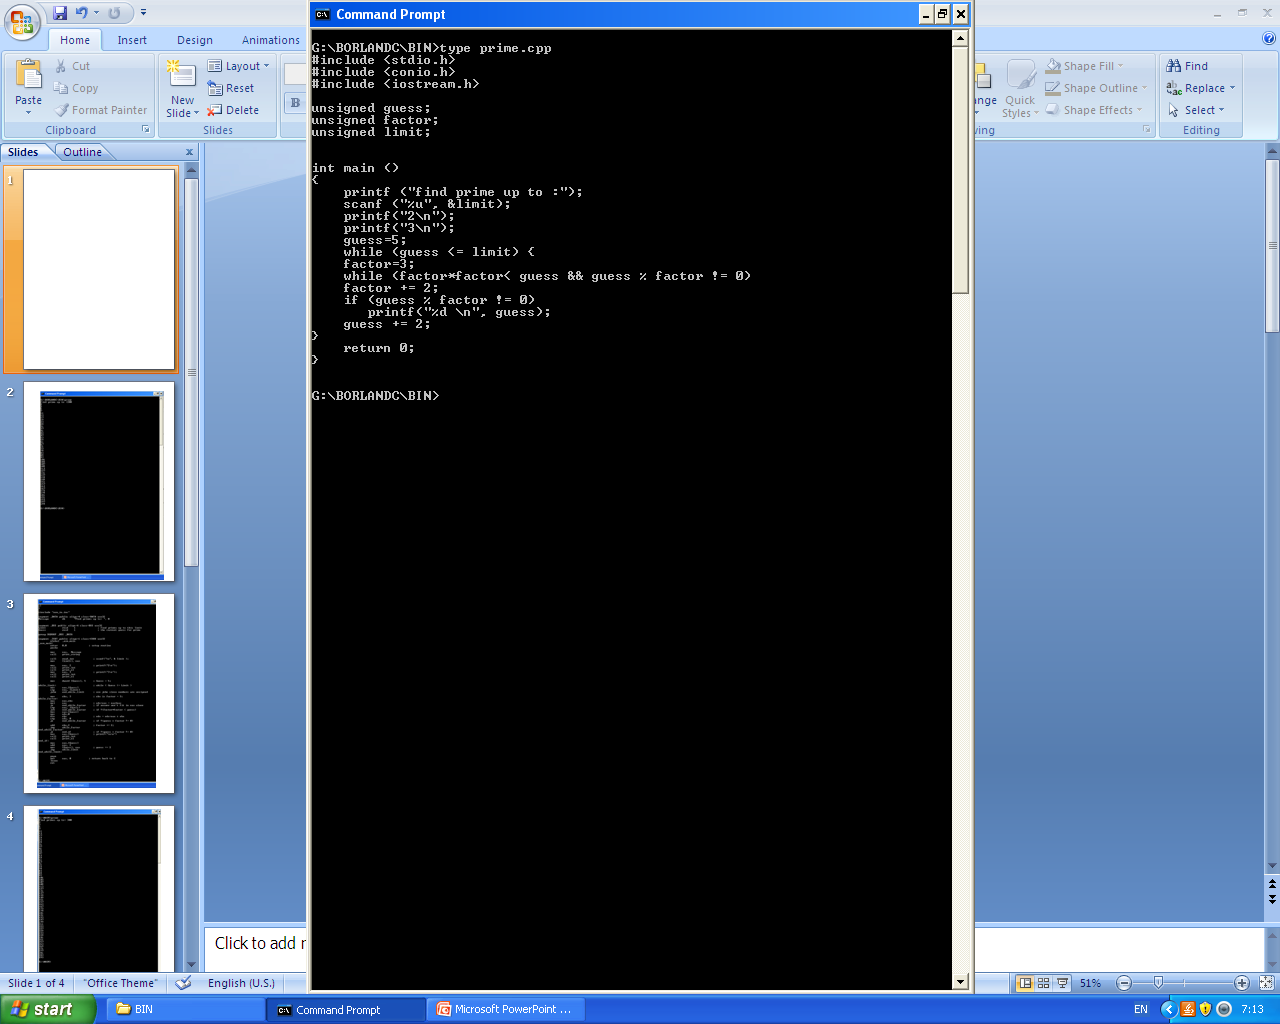 Command Prompt
Home Insert Design Animations
Cut
Copy
Format Painter
Paste
Clipboard
New
Slide
Layout
Reset
Delete
Slides
B
Quick
Styles
Shape Fill
Shape Outline
Shape Effects
Find
Replace
Select
Editing
Slides Outline
1
2
3
4
G:\BORLANDC\BIN>type prime.cpp
#include <stdio.h>
#include <conio.h>
#include <iostream.h>
unsigned guess;
unsigned factor;
unsigned limit;
int main ()
{
    printf ("find prime up to :");
    scanf ("%u", &limit);
    printf("2\n");
    printf("3\n");
    guess=5;
    while (guess <= limit) {
    factor=3;
    while (factor*factor< guess && guess % factor != 0)
    factor += 2;
    if (guess % factor != 0)
       printf("%d \n", guess);
    guess += 2;
}
    return 0;
}
G:\BORLANDC\BIN>
Click to add
Slide 1 of 4 "Office Theme" English (U.S.) 51%
start BIN Command Prompt Microsoft PowerPoint ... EN 7:13